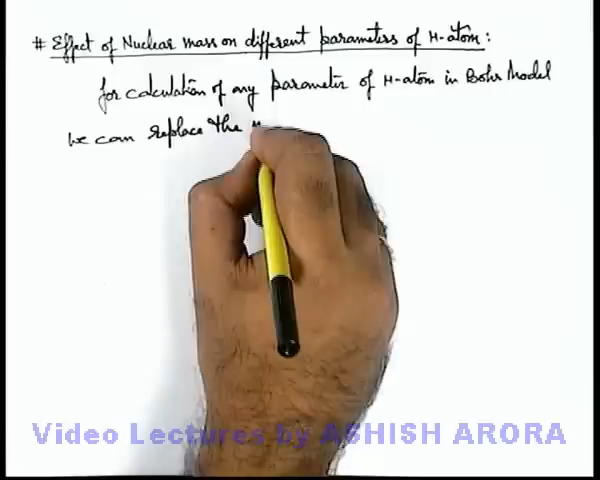 # Effect of Nuclear mass on different parameters of H-atom :
for calculation of any parameter of H-atom in Bohr Model
we can replace the
Video Lectures by ASHISH ARORA